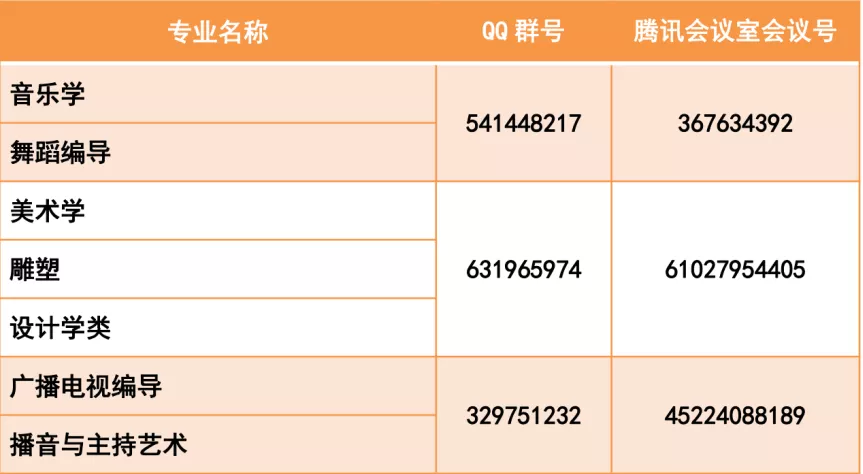 专业名称 QQ 群号 腾讯会议室会议号
音乐学
541448217 367634392
舞蹈编导
美术学
雕塑 631965974 61027954405
设计学类
广播电视编导
329751232 45224088189
播音与主持艺术